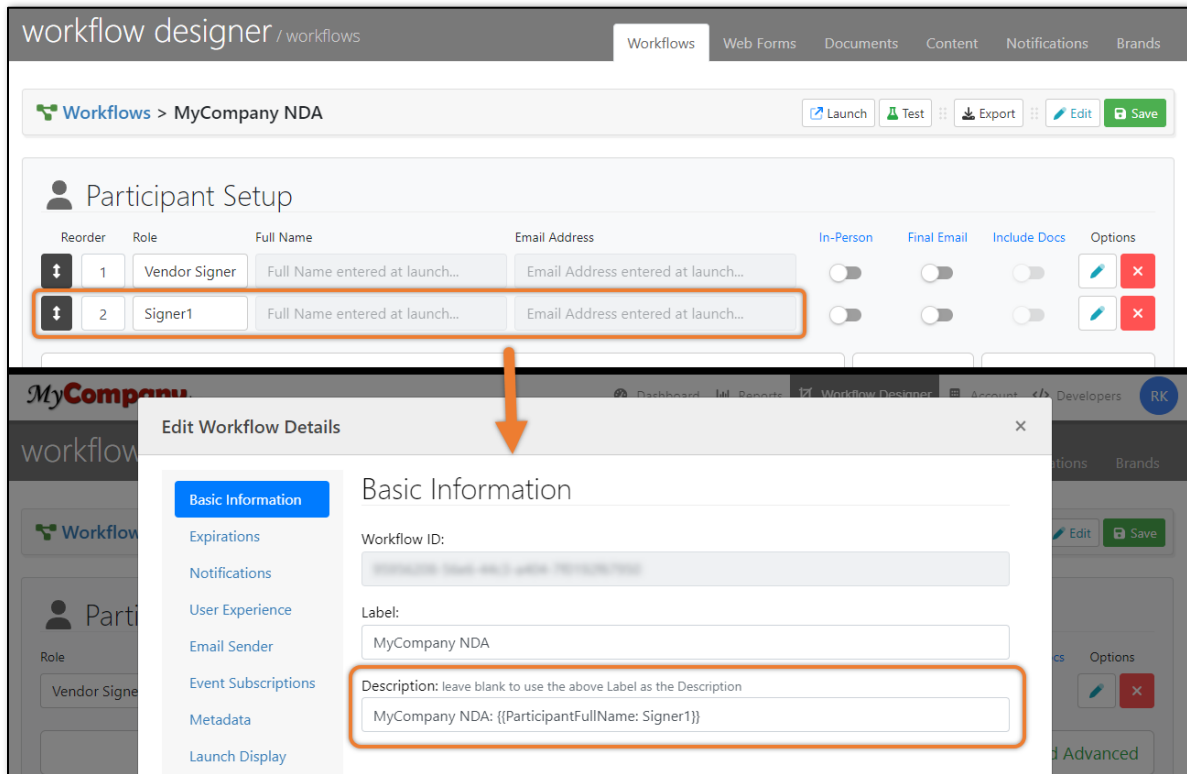 workflow designer / workflows
Workflows Web Forms Documents Content Notifications Brands
Workflows > MyCompany NDA
Launch Test Export Edit Save
Participant Setup
Reorder Role Full Name Email Address In-Person Final Email Include Docs Options
1 Vendor Signer Full Name entered at launch... Email Address entered at launch...
2 Signer1 Full Name entered at launch... Email Address entered at launch...
MyCompany Dashboard Reports Workflow Designer Account Developers RK
Edit Workflow Details
workflow Brands
Basic Information
Basic Information
Workflow Edit Save
Expirations
Workflow ID:
Notifications
User Experience
Label:
Parti
Email Sender
MyCompany NDA
Role Options
Event Subscriptions
Description: leave blank to use the above Label as the Description
Vendor Signe
Metadata
MyCompany NDA: {{ParticipantFullName: Signer1}}
Launch Display
Advanced